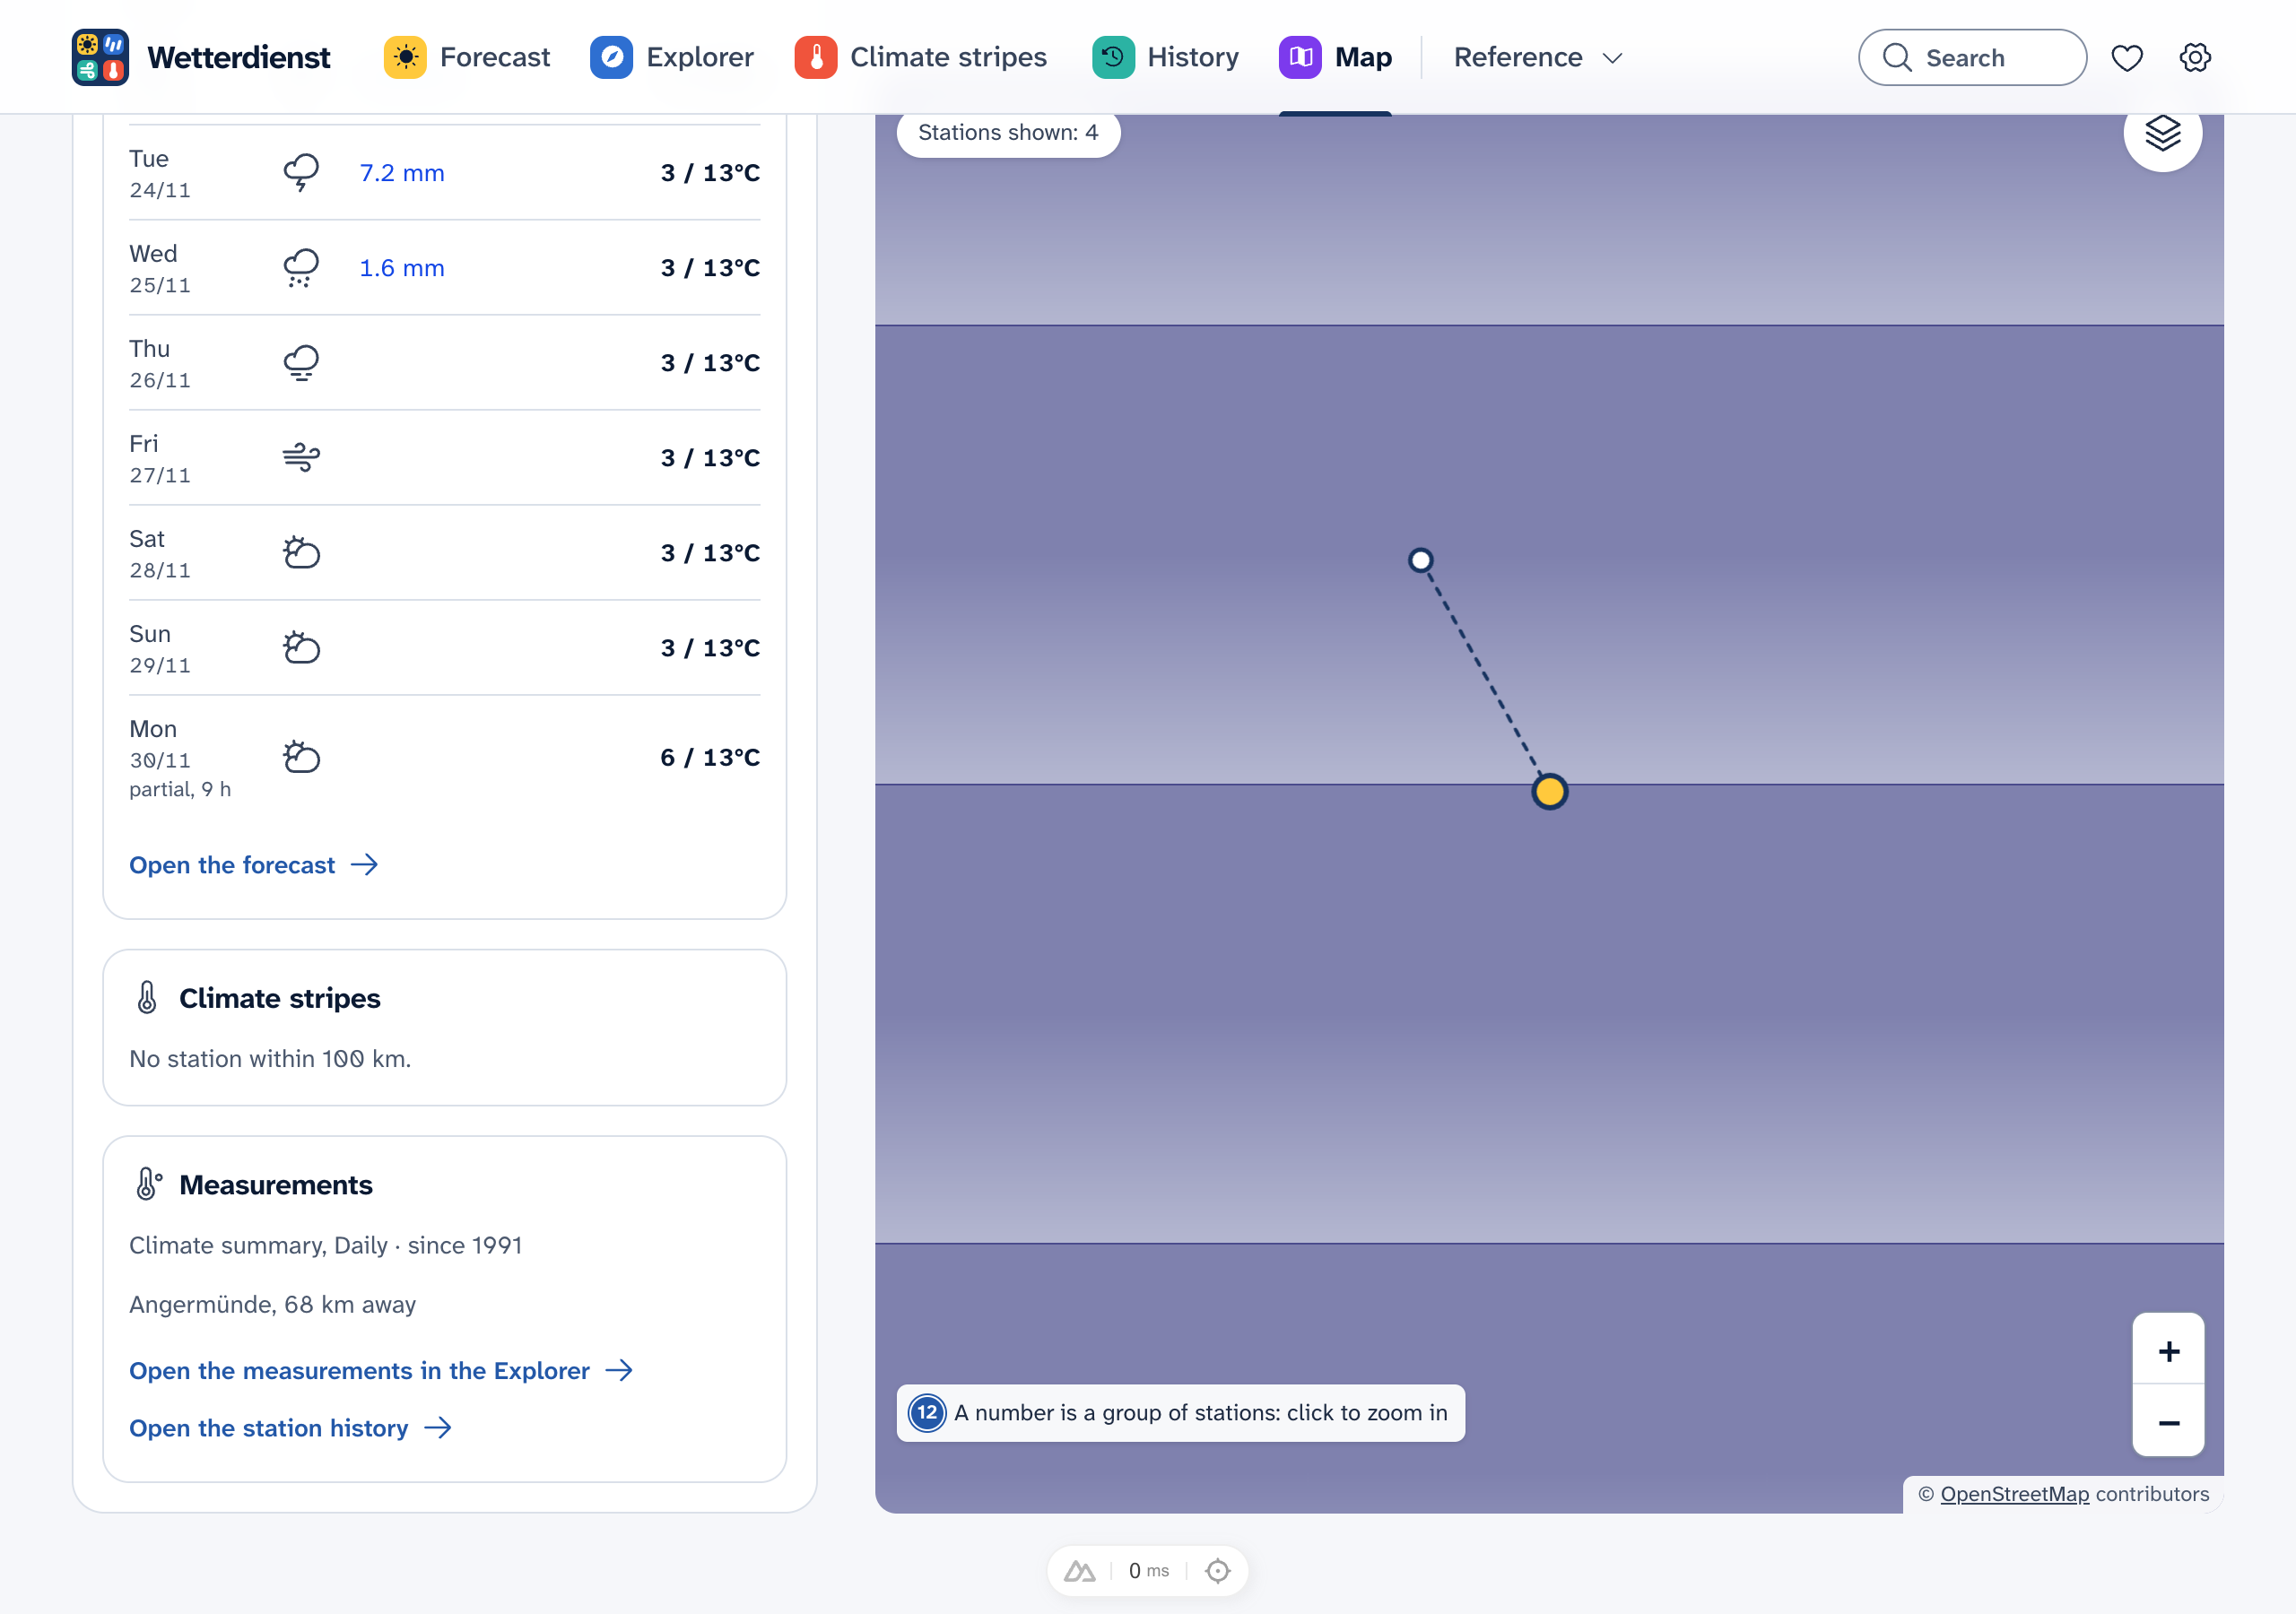 Wetterdienst
Forecast
Explorer
Climate stripes
History
Map
Reference
Search
Tue
24/11
7.2 mm
3 / 13°C
Wed
25/11
1.6 mm
3 / 13°C
Thu
26/11
3 / 13°C
Fri
27/11
3 / 13°C
Sat
28/11
3 / 13°C
Sun
29/11
3 / 13°C
Mon
30/11
partial, 9 h
6 / 13°C
Open the forecast
Climate stripes
No station within 100 km.
Measurements
Climate summary, Daily · since 1991
Angermünde, 68 km away
Open the measurements in the Explorer
Open the station history
Stations shown: 4
12 A number is a group of stations: click to zoom in
+
−
© OpenStreetMap contributors
0 ms